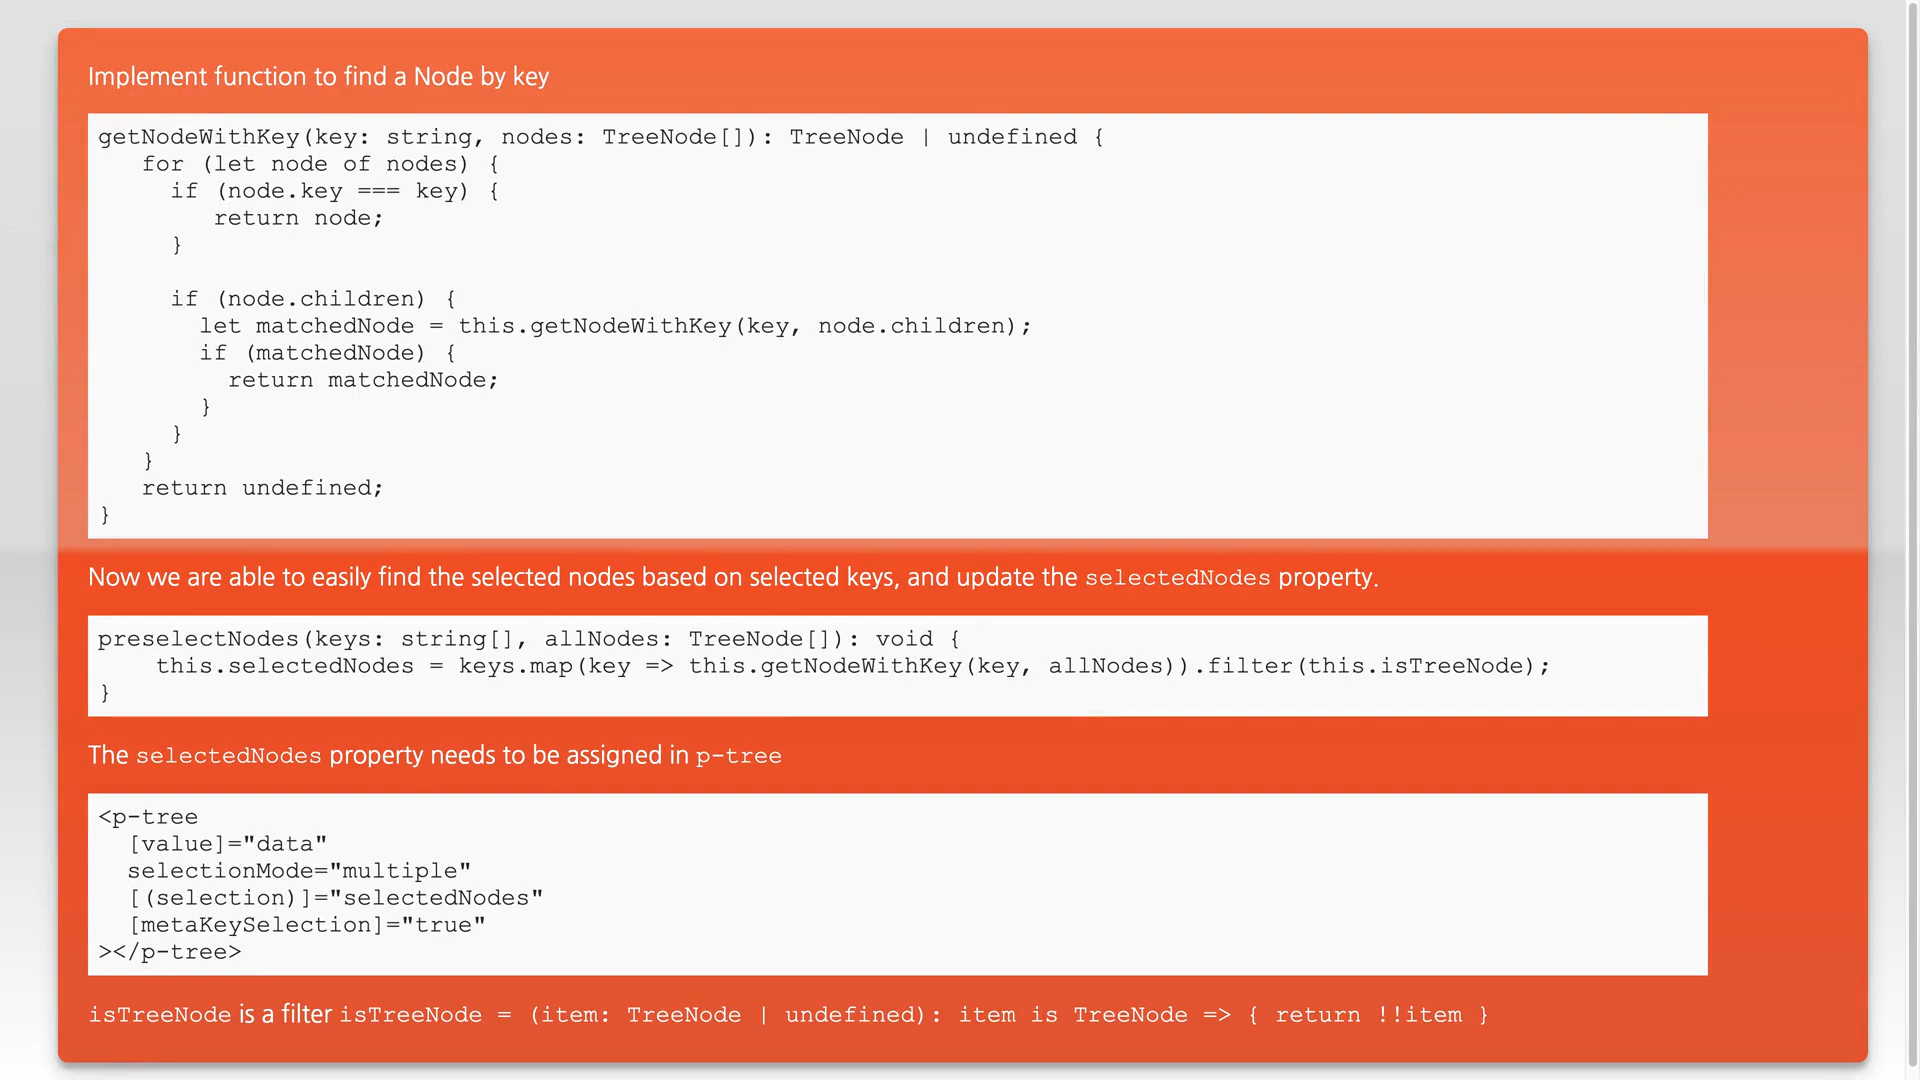 Implement function to find a Node by key
getNodeWithKey(key: string, nodes: TreeNode[]): TreeNode | undefined {
   for (let node of nodes) {
     if (node.key === key) {
        return node;
     }

     if (node.children) {
       let matchedNode = this.getNodeWithKey(key, node.children);
       if (matchedNode) {
         return matchedNode;
       }
     }
   }
   return undefined;
}
Now we are able to easily find the selected nodes based on selected keys, and update the selectedNodes property.
preselectNodes(keys: string[], allNodes: TreeNode[]): void {
    this.selectedNodes = keys.map(key => this.getNodeWithKey(key, allNodes)).filter(this.isTreeNode);
}
The selectedNodes property needs to be assigned in p-tree
<p-tree
  [value]="data"
  selectionMode="multiple"
  [(selection)]="selectedNodes"
  [metaKeySelection]="true"
></p-tree>
isTreeNode is a filter isTreeNode = (item: TreeNode | undefined): item is TreeNode => { return !!item }